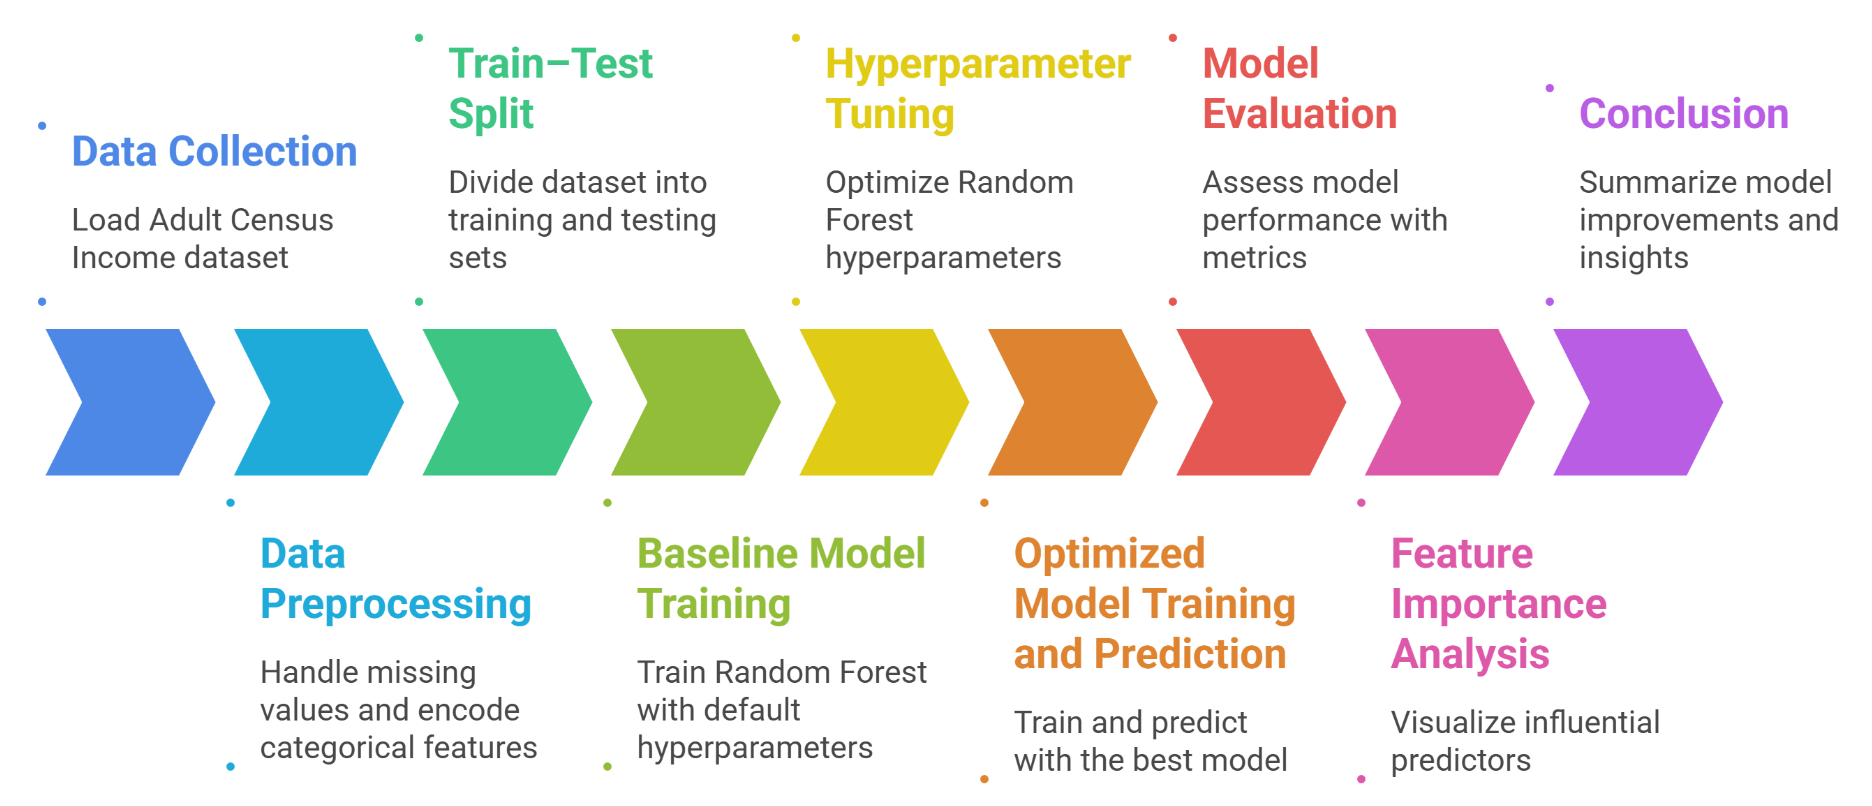 Data Collection
Load Adult Census
Income dataset
Data
Preprocessing
Handle missing
values and encode
categorical features
Train–Test
Split
Divide dataset into
training and testing
sets
Baseline Model
Training
Train Random Forest
with default
hyperparameters
Hyperparameter
Tuning
Optimize Random
Forest
hyperparameters
Optimized
Model Training
and Prediction
Train and predict
with the best model
Model
Evaluation
Assess model
performance with
metrics
Feature
Importance
Analysis
Visualize influential
predictors
Conclusion
Summarize model
improvements and
insights